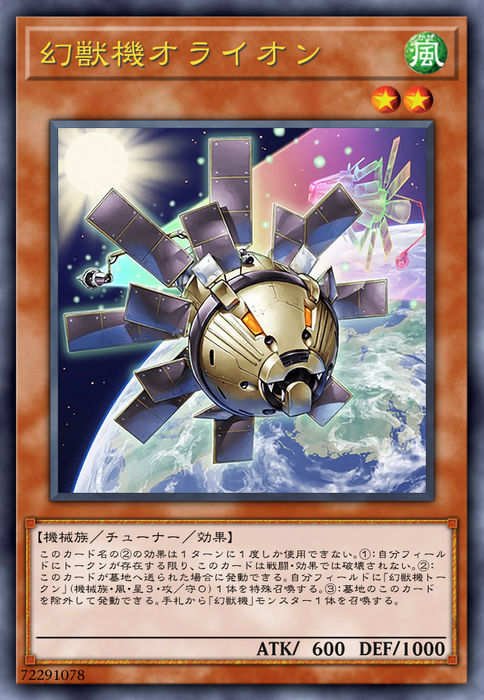 幻獣機オライオン
かぜ
風
【機械族／チューナー／効果】
このカード名の②の効果は１ターンに１度しか使用できない。①：自分フィール
ドにトークンが存在する限り、このカードは戦闘・効果では破壊されない。②：
このカードが墓地へ送られた場合に発動できる。自分フィールドに「幻獣機トー
クン」（機械族・風・星３・攻／守０）１体を特殊召喚する。③：墓地のこのカード
を除外して発動できる。手札から「幻獣機」モンスター１体を召喚する。
ATK/ 600 DEF/1000
72291078